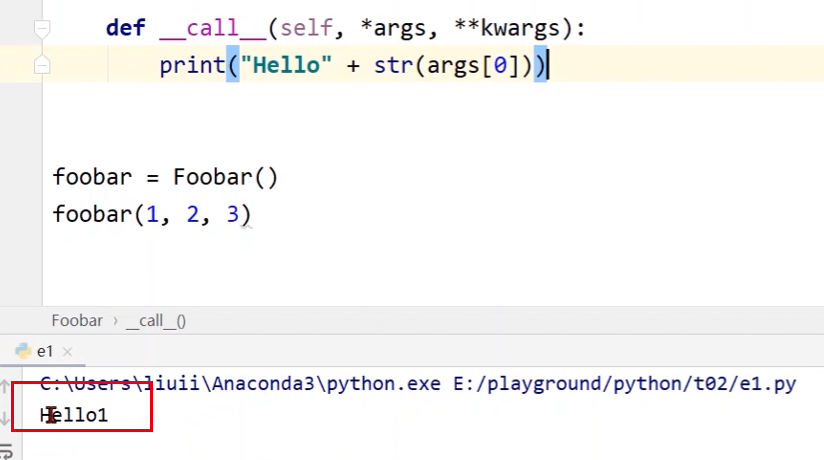 def __call__(self, *args, **kwargs):
print("Hello" + str(args[0]))
foobar = Foobar()
foobar(1, 2, 3)
Foobar › __call__()
e1 ×
C:\Users\liuii\Anaconda3\python.exe E:/playground/python/t02/e1.py
Hello1